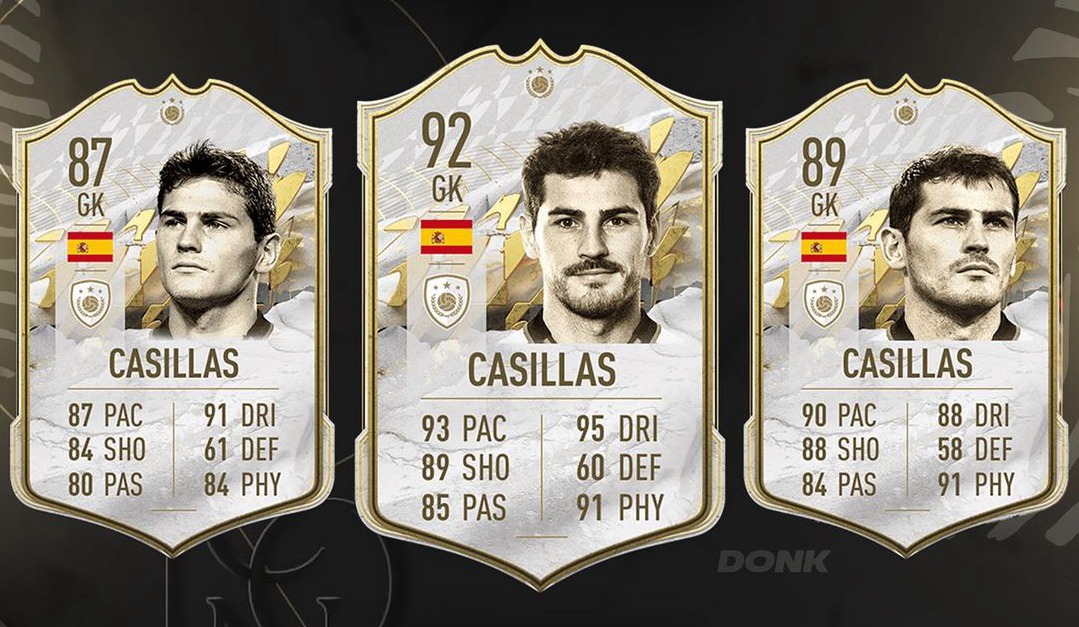 87
GK
CASILLAS
87 PAC 91 DRI
84 SHO 61 DEF
80 PAS 84 PHY
92
GK
CASILLAS
93 PAC 95 DRI
89 SHO 60 DEF
85 PAS 91 PHY
89
GK
CASILLAS
90 PAC 88 DRI
88 SHO 58 DEF
84 PAS 91 PHY
DONK